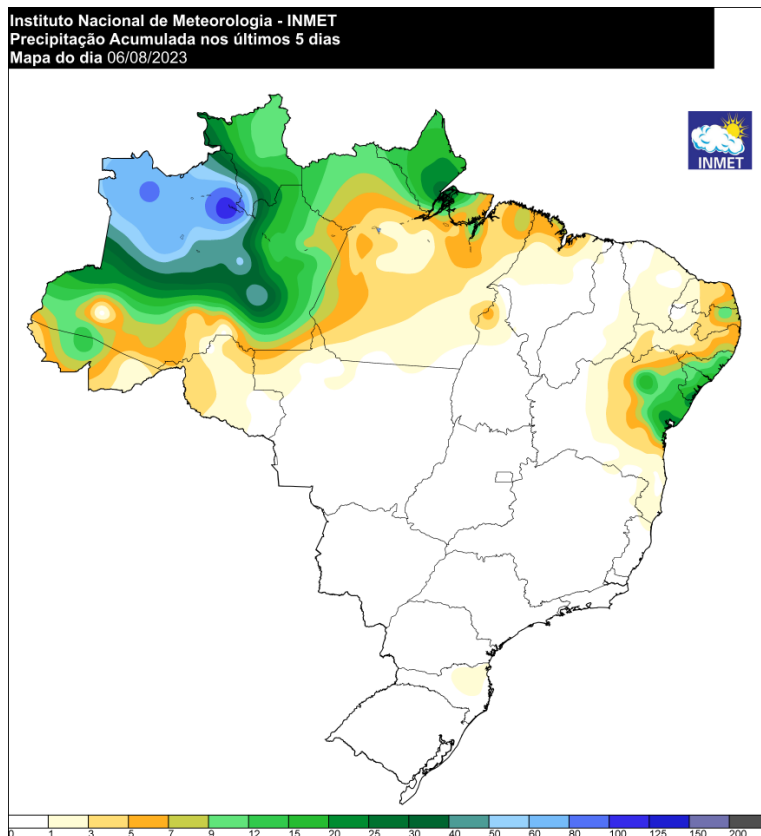 Instituto Nacional de Meteorologia - INMET
Precipitação Acumulada nos últimos 5 dias
Mapa do dia 06/08/2023
INMET
0 1 3 5 7 9 12 15 20 25 30 40 50 60 80 100 125 150 200